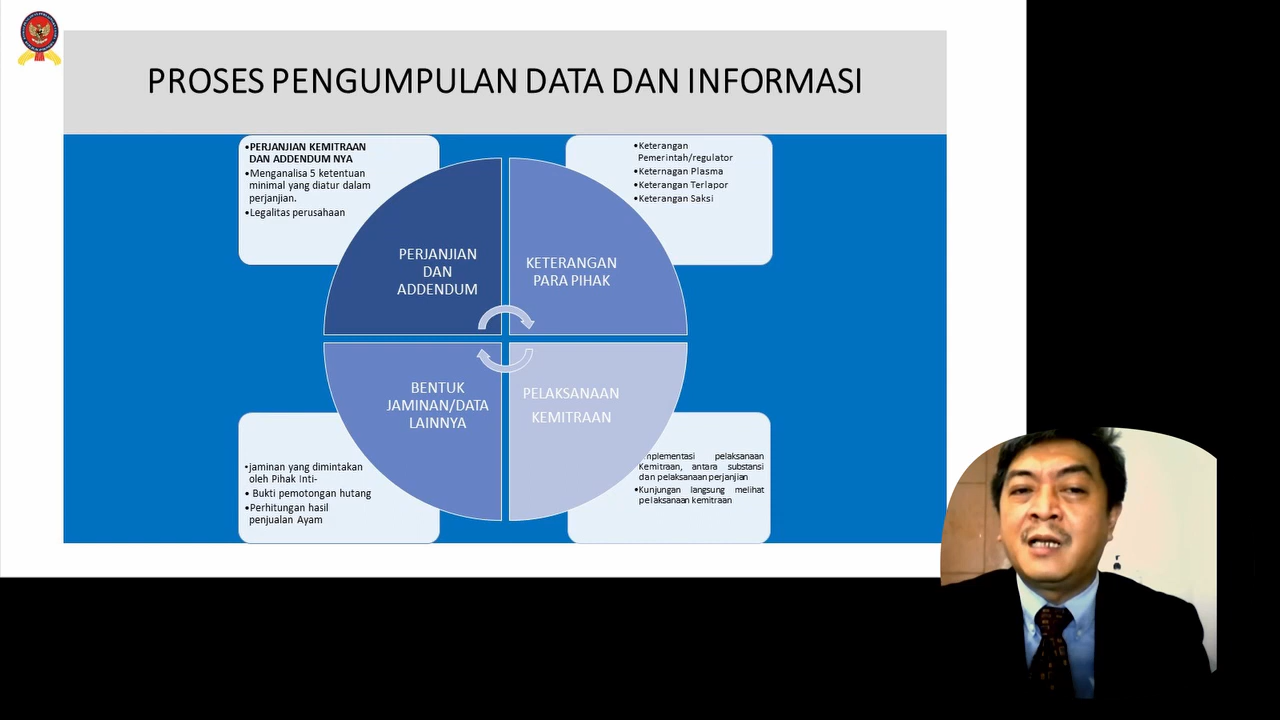 PROSES PENGUMPULAN DATA DAN INFORMASI
•PERJANJIAN KEMITRAAN
DAN ADDENDUM NYA
•Menganalisa 5 ketentuan
minimal yang diatur dalam
perjanjian.
•Legalitas perusahaan
•Keterangan
Pemerintah/regulator
•Keternagan Plasma
•Keterangan Terlapor
•Keterangan Saksi
PERJANJIAN
DAN
ADDENDUM
KETERANGAN
PARA PIHAK
BENTUK
JAMINAN/DATA
LAINNYA
PELAKSANAAN
KEMITRAAN
•jaminan yang dimintakan
oleh Pihak Inti-
• Bukti pemotongan hutang
•Perhitungan hasil
penjualan Ayam
mplementasi pelaksanaan
Kemitraan, antara substansi
dan pelaksanaan perjanjian
•Kunjungan langsung melihat
pelaksanaan kemitraan